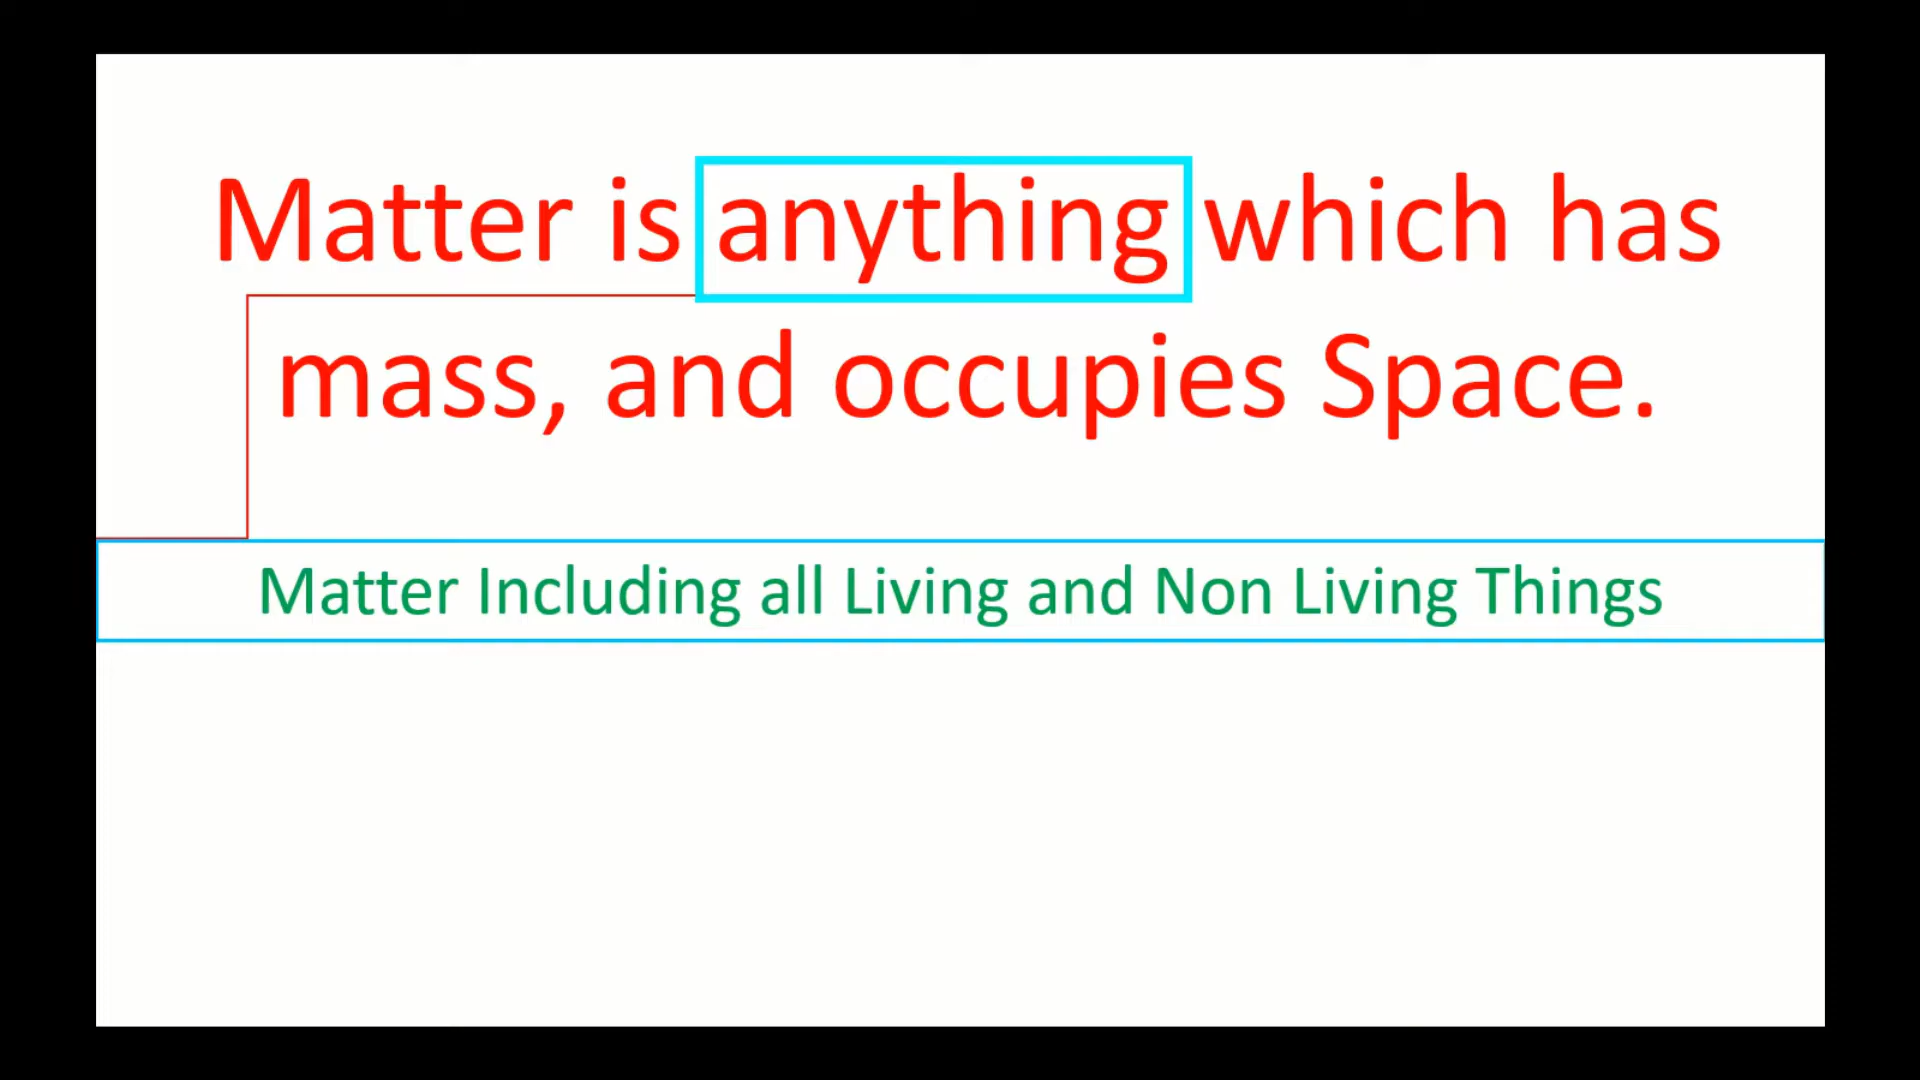 Matter is anything which has
mass, and occupies Space.
Matter Including all Living and Non Living Things